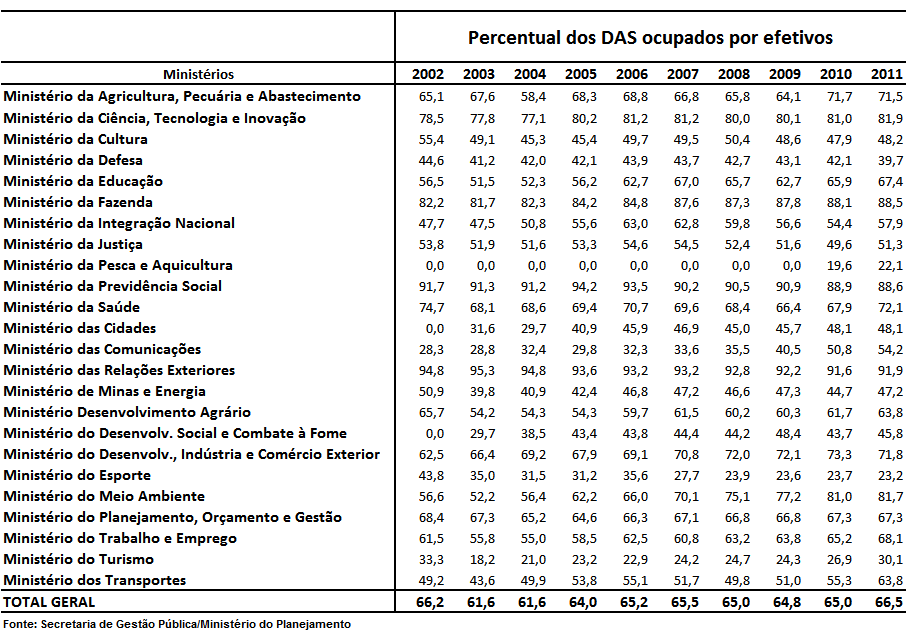 Percentual dos DAS ocupados por efetivos
Ministérios 2002 2003 2004 2005 2006 2007 2008 2009 2010 2011
Ministério da Agricultura, Pecuária e Abastecimento 65,1 67,6 58,4 68,3 68,8 66,8 65,8 64,1 71,7 71,5
Ministério da Ciência, Tecnologia e Inovação 78,5 77,8 77,1 80,2 81,2 81,2 80,0 80,1 81,0 81,9
Ministério da Cultura 55,4 49,1 45,3 45,4 49,7 49,5 50,4 48,6 47,9 48,2
Ministério da Defesa 44,6 41,2 42,0 42,1 43,9 43,7 42,7 43,1 42,1 39,7
Ministério da Educação 56,5 51,5 52,3 56,2 62,7 67,0 65,7 62,7 65,9 67,4
Ministério da Fazenda 82,2 81,7 82,3 84,2 84,8 87,6 87,3 87,8 88,1 88,5
Ministério da Integração Nacional 47,7 47,5 50,8 55,6 63,0 62,8 59,8 56,6 54,4 57,9
Ministério da Justiça 53,8 51,9 51,6 53,3 54,6 54,5 52,4 51,6 49,6 51,3
Ministério da Pesca e Aquicultura 0,0 0,0 0,0 0,0 0,0 0,0 0,0 0,0 19,6 22,1
Ministério da Previdência Social 91,7 91,3 91,2 94,2 93,5 90,2 90,5 90,9 88,9 88,6
Ministério da Saúde 74,7 68,1 68,6 69,4 70,7 69,6 68,4 66,4 67,9 72,1
Ministério das Cidades 0,0 31,6 29,7 40,9 45,9 46,9 45,0 45,7 48,1 48,1
Ministério das Comunicações 28,3 28,8 32,4 29,8 32,3 33,6 35,5 40,5 50,8 54,2
Ministério das Relações Exteriores 94,8 95,3 94,8 93,6 93,2 93,2 92,8 92,2 91,6 91,9
Ministério de Minas e Energia 50,9 39,8 40,9 42,4 46,8 47,2 46,6 47,3 44,7 47,2
Ministério Desenvolvimento Agrário 65,7 54,2 54,3 54,3 59,7 61,5 60,2 60,3 61,7 63,8
Ministério do Desenvolv. Social e Combate à Fome 0,0 29,7 38,5 43,4 43,8 44,4 44,2 48,4 43,7 45,8
Ministério do Desenvolv., Indústria e Comércio Exterior 62,5 66,4 69,2 67,9 69,1 70,8 72,0 72,1 73,3 71,8
Ministério do Esporte 43,8 35,0 31,5 31,2 35,6 27,7 23,9 23,6 23,7 23,2
Ministério do Meio Ambiente 56,6 52,2 56,4 62,2 66,0 70,1 75,1 77,2 81,0 81,7
Ministério do Planejamento, Orçamento e Gestão 68,4 67,3 65,2 64,6 66,3 67,1 66,8 66,8 67,3 67,3
Ministério do Trabalho e Emprego 61,5 55,8 55,0 58,5 62,5 60,8 63,2 63,8 65,2 68,1
Ministério do Turismo 33,3 18,2 21,0 23,2 22,9 24,2 24,7 24,3 26,9 30,1
Ministério dos Transportes 49,2 43,6 49,9 53,8 55,1 51,7 49,8 51,0 55,3 63,8
TOTAL GERAL 66,2 61,6 61,6 64,0 65,2 65,5 65,0 64,8 65,0 66,5
Fonte: Secretaria de Gestão Pública/Ministério do Planejamento